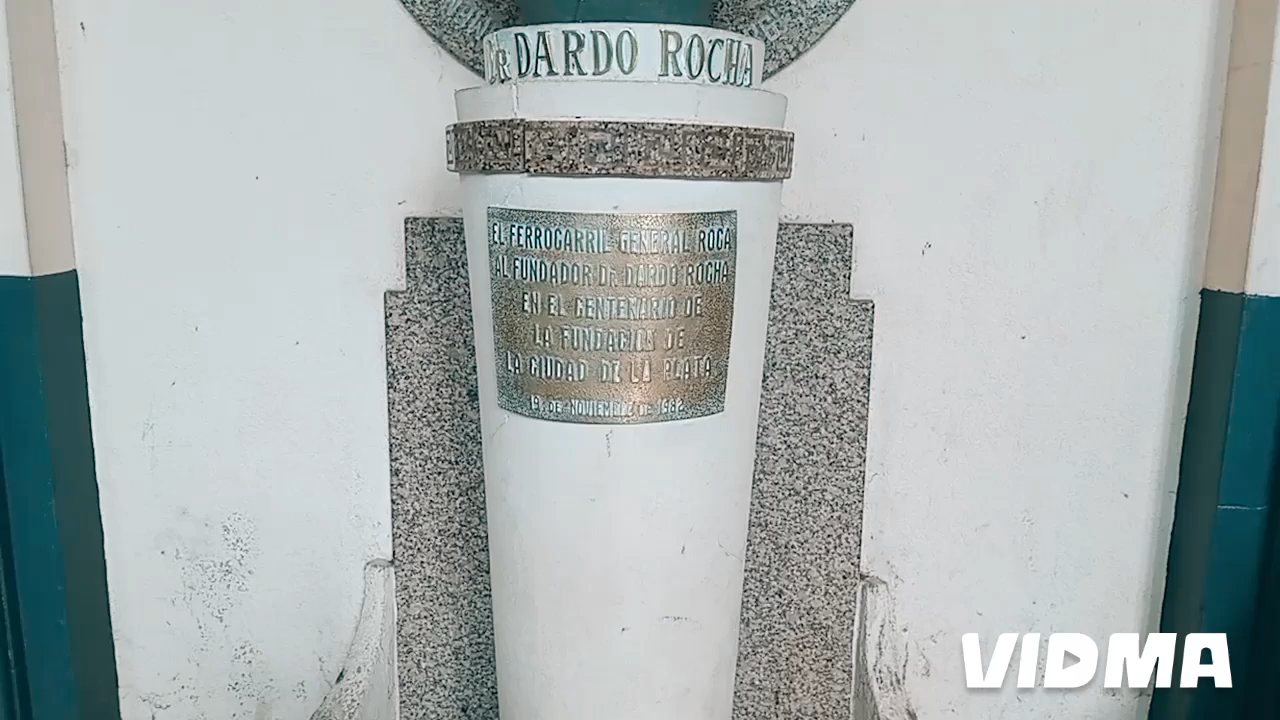 Dr DARDO ROCHA
EL FERROCARRIL GENERAL ROCA
AL FUNDADOR Dr. DARDO ROCHA
EN EL CENTENARIO DE
LA FUNDACION DE
LA CIUDAD DE LA PLATA
19 DE NOVIEMBRE DE 1982
VIDMA